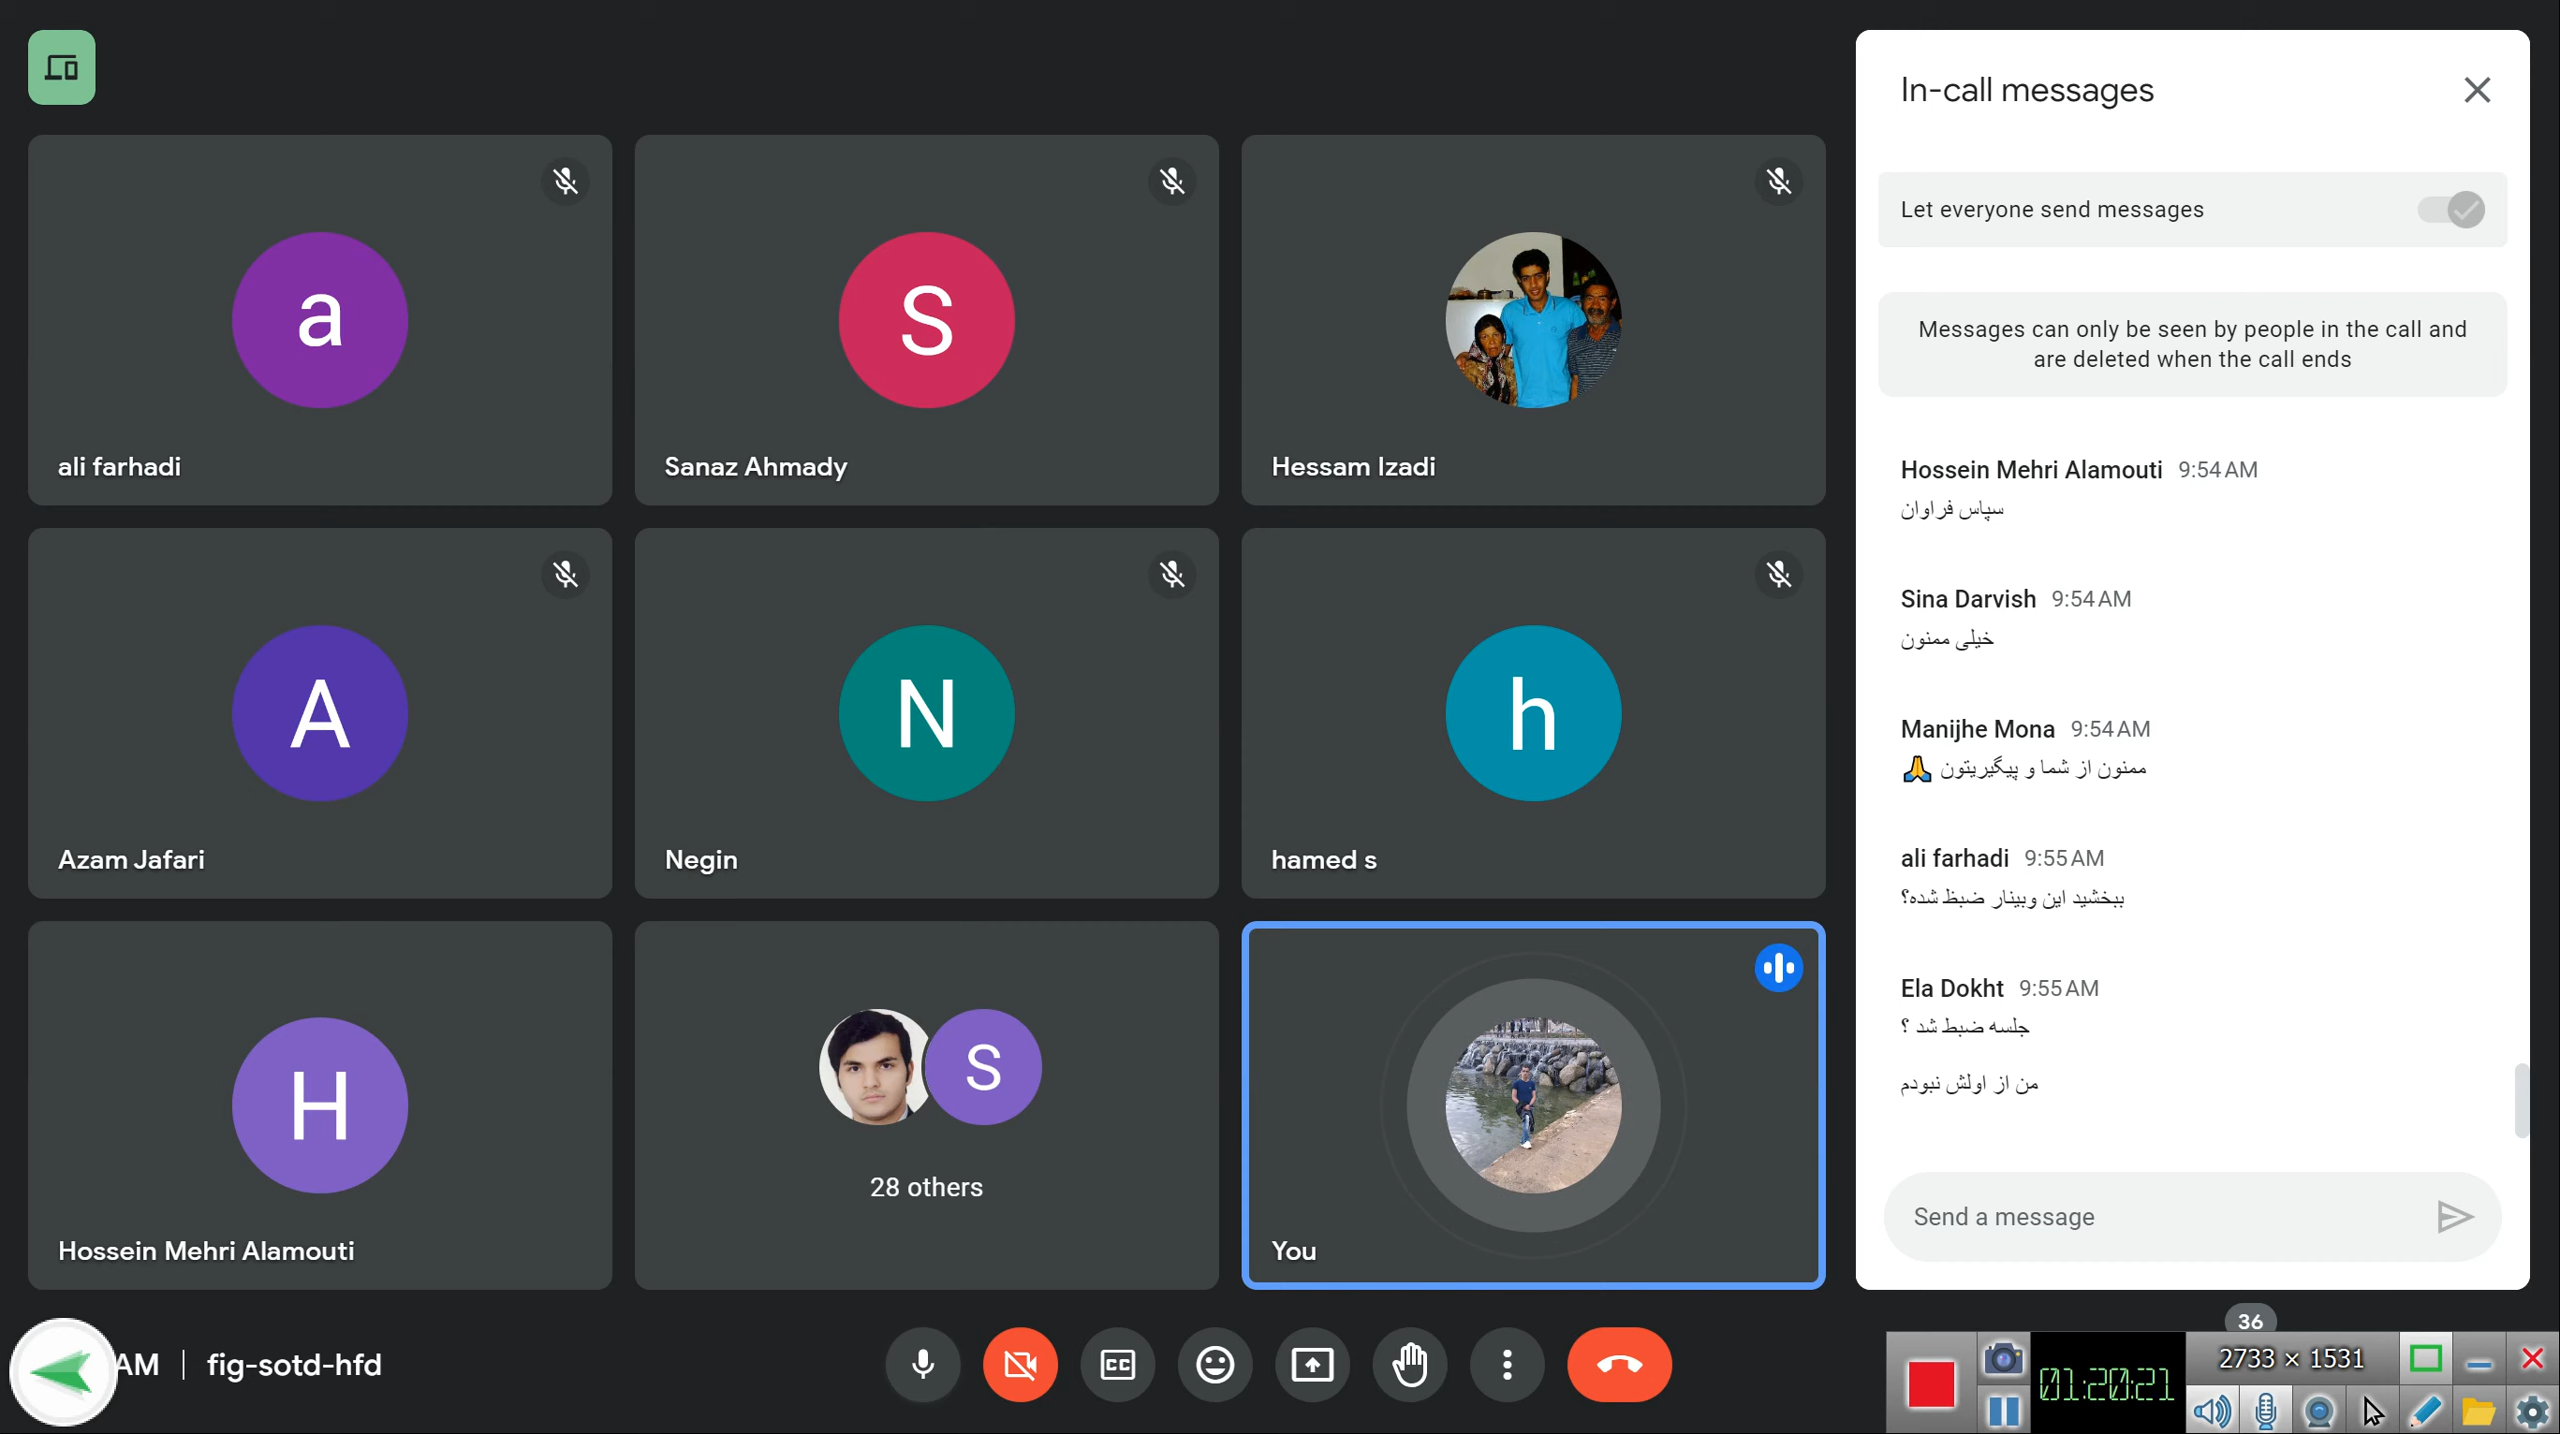 a
ali farhadi
S
Sanaz Ahmady
Hessam Izadi
A
Azam Jafari
N
Negin
h
hamed s
H
Hossein Mehri Alamouti
S
28 others
You
AM | fig-sotd-hfd
CC
In-call messages
Let everyone send messages
Messages can only be seen by people in the call and
are deleted when the call ends
Hossein Mehri Alamouti 9:54 AM
سپاس فراوان
Sina Darvish 9:54 AM
خیلی ممنون
Manijhe Mona 9:54 AM
ممنون از شما و پیگیریتون 🙏
ali farhadi 9:55 AM
ببخشید این وبینار ضبظ شده؟
Ela Dokht 9:55 AM
جلسه ضبط شد ؟
من از اولش نبودم
Send a message
36
01:20:21
2733 × 1531